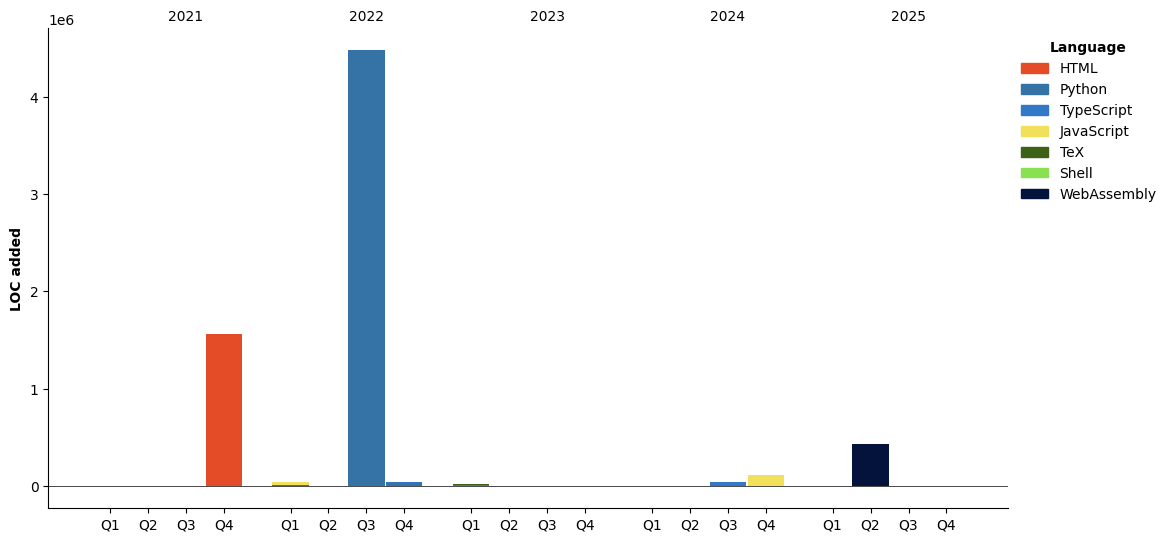 2021 2022 2023 2024 2025
1e6
Language
HTML
Python
TypeScript
JavaScript
TeX
Shell
WebAssembly
LOC added
4
3
2
1
0
Q1 Q2 Q3 Q4 Q1 Q2 Q3 Q4 Q1 Q2 Q3 Q4 Q1 Q2 Q3 Q4 Q1 Q2 Q3 Q4